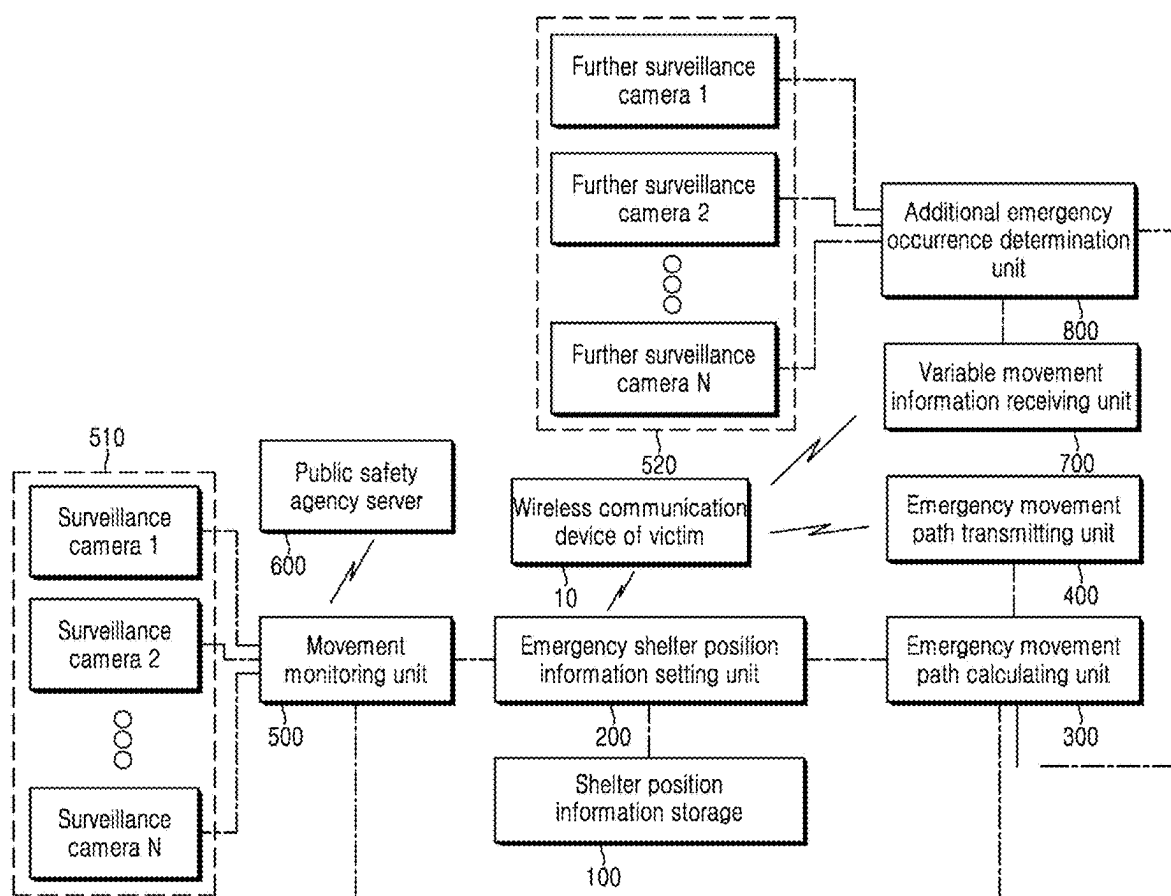 Further surveillance
camera 1
Further surveillance
camera 2
Further surveillance
camera N
520
Additional emergency
occurrence determination
unit
800
Variable movement
information receiving unit
700
510
Surveillance
camera 1
Surveillance
camera 2
Surveillance
camera N
Public safety
agency server
600
Wireless communication
device of victim
10
Emergency movement
path transmitting unit
400
Movement
monitoring unit
500
Emergency shelter position
information setting unit
200
Emergency movement
path calculating unit
300
Shelter position
information storage
100